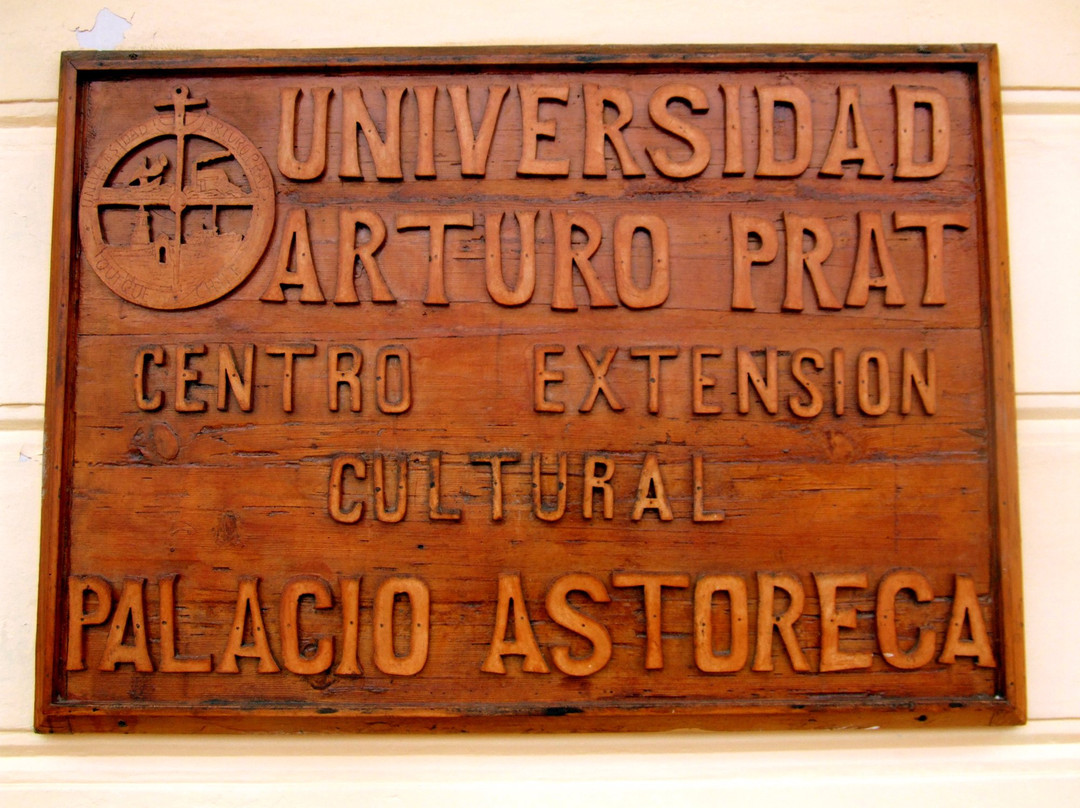 UNIVERSIDAD
ARTURO PRAT
CENTRO EXTENSION
CULTURAL
PALACIO ASTORECA